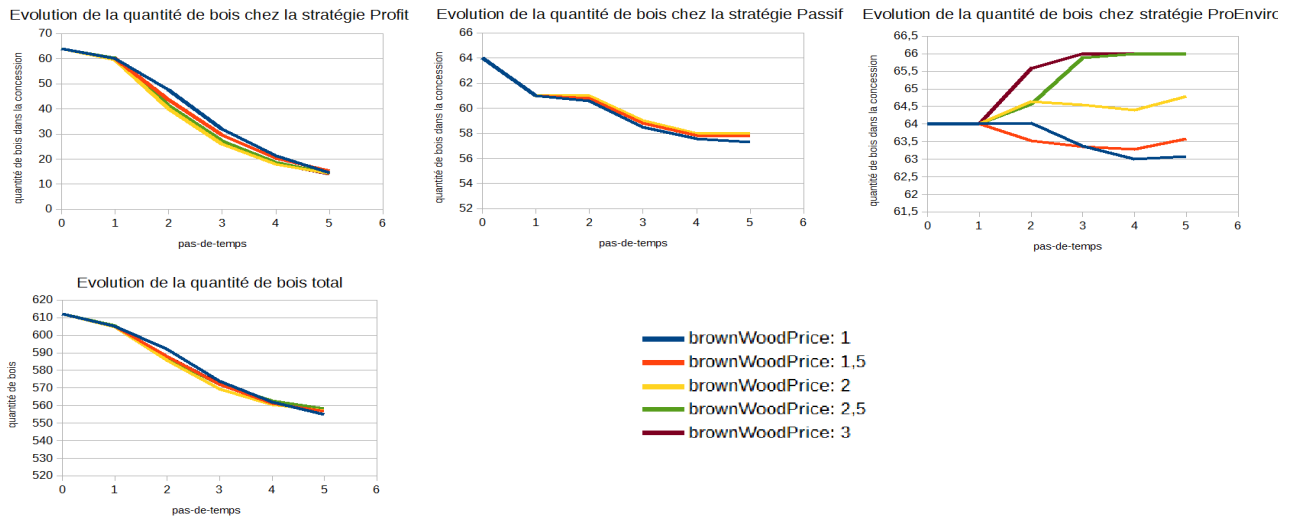 Evolution de la quantité de bois chez la stratégie Profit
70
60
50
40
30
20
10
0
0 1 2 3 4 5 6
quantité de bois dans la concession
pas-de-temps
Evolution de la quantité de bois chez la stratégie Passif
66
64
62
60
58
56
54
52
0 1 2 3 4 5 6
quantité de bois dans la concession
pas-de-temps
Evolution de la quantité de bois chez stratégie ProEnviro
66,5
66
65,5
65
64,5
64
63,5
63
62,5
62
61,5
0 1 2 3 4 5 6
quantité de bois dans la concession
pas-de-temps
Evolution de la quantité de bois total
620
610
600
590
580
570
560
550
540
530
520
0 1 2 3 4 5 6
quantité de bois
pas-de-temps
brownWoodPrice: 1
brownWoodPrice: 1,5
brownWoodPrice: 2
brownWoodPrice: 2,5
brownWoodPrice: 3